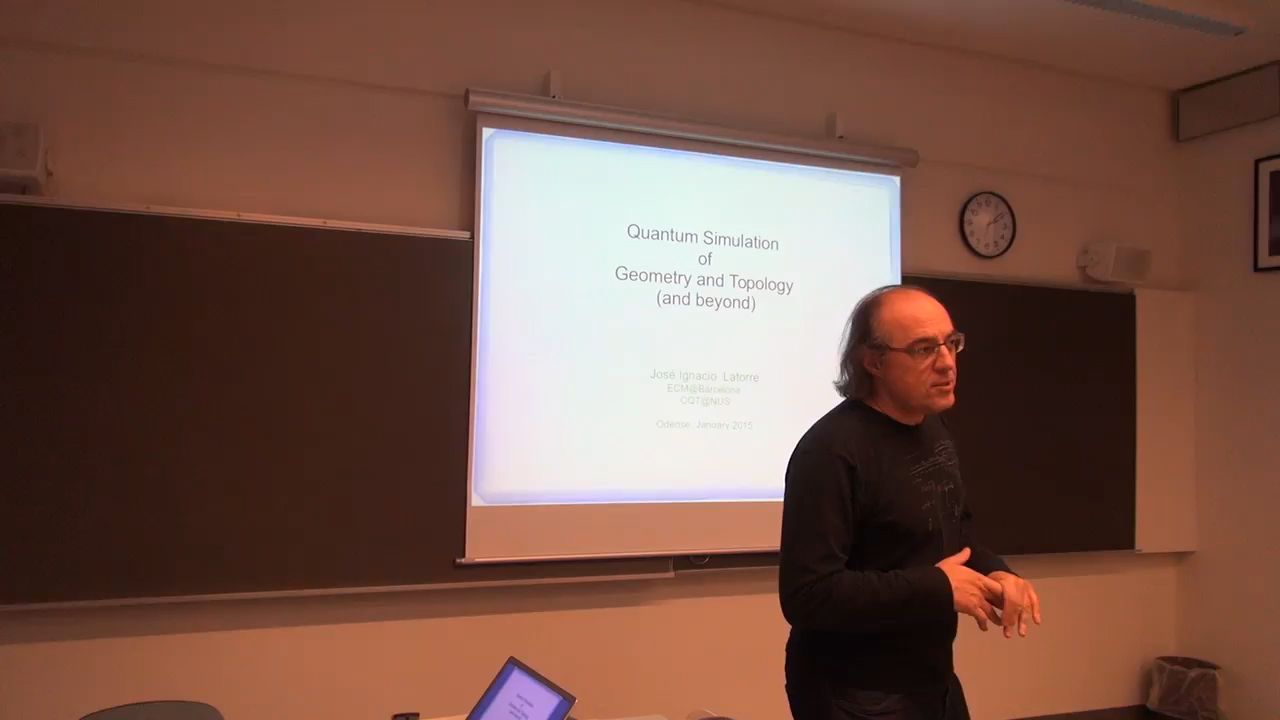 Quantum Simulation
of
Geometry and Topology
(and beyond)
José Ignacio Latorre
ECM@Barcelona
CQT@NUS
Odense, January 2015